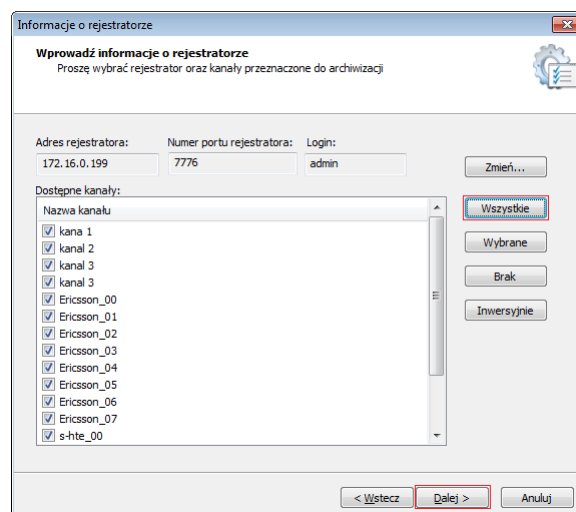 Informacje o rejestratorze
Wprowadź informacje o rejestratorze
Proszę wybrać rejestrator oraz kanały przeznaczone do archiwizacji
Adres rejestratora: Numer portu rejestratora: Login:
172.16.0.199 7776 admin Zmień...
Dostępne kanały:
Nazwa kanału Wszystkie
kana 1
kanal 2 Wybrane
kanal 3
kanal 3 Brak
Ericsson_00
Ericsson_01 Inwersyjnie
Ericsson_02
Ericsson_03
Ericsson_04
Ericsson_05
Ericsson_06
Ericsson_07
s-hte_00
< Wstecz Dalej > Anuluj